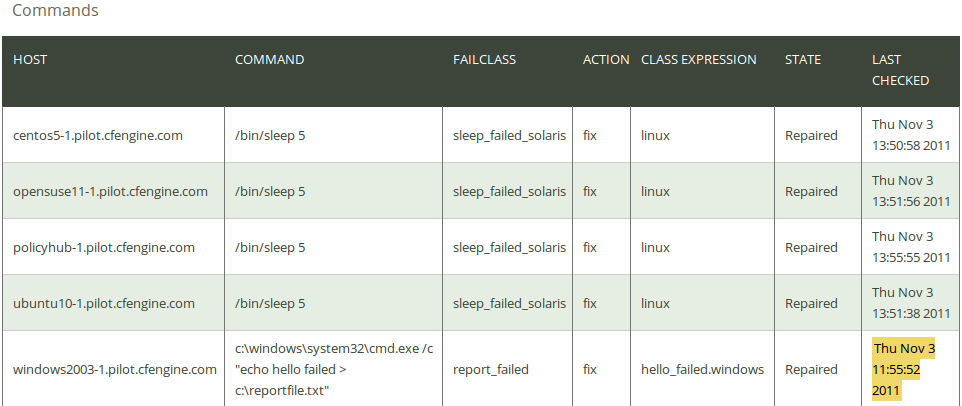 Commands
HOST COMMAND FAILCLASS ACTION CLASS EXPRESSION STATE LAST CHECKED
centos5-1.pilot.cfengine.com /bin/sleep 5 sleep_failed_solaris fix linux Repaired Thu Nov 3 13:50:58 2011
opensuse11-1.pilot.cfengine.com /bin/sleep 5 sleep_failed_solaris fix linux Repaired Thu Nov 3 13:51:56 2011
policyhub-1.pilot.cfengine.com /bin/sleep 5 sleep_failed_solaris fix linux Repaired Thu Nov 3 13:55:55 2011
ubuntu10-1.pilot.cfengine.com /bin/sleep 5 sleep_failed_solaris fix linux Repaired Thu Nov 3 13:51:38 2011
windows2003-1.pilot.cfengine.com c:\windows\system32\cmd.exe /c "echo hello failed > c:\reportfile.txt" report_failed fix hello_failed.windows Repaired Thu Nov 3 11:55:52 2011